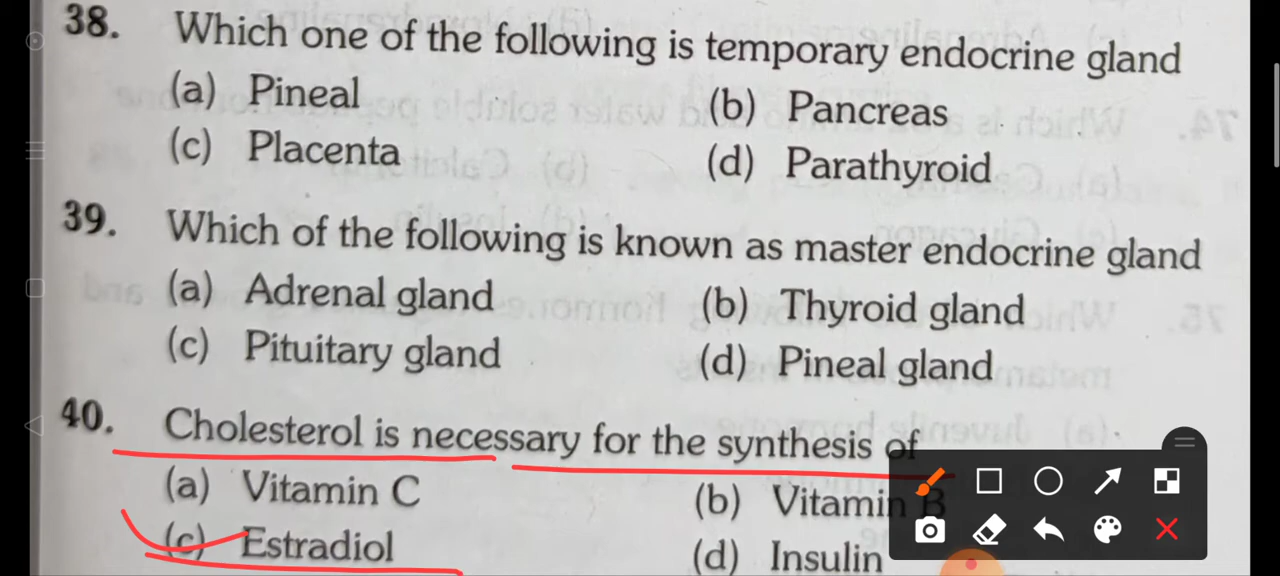 38. Which one of the following is temporary endocrine gland
(a) Pineal (b) Pancreas
(c) Placenta (d) Parathyroid
39. Which of the following is known as master endocrine gland
(a) Adrenal gland (b) Thyroid gland
(c) Pituitary gland (d) Pineal gland
40. Cholesterol is necessary for the synthesis of
(a) Vitamin C (b) Vitamin B
(c) Estradiol (d) Insulin